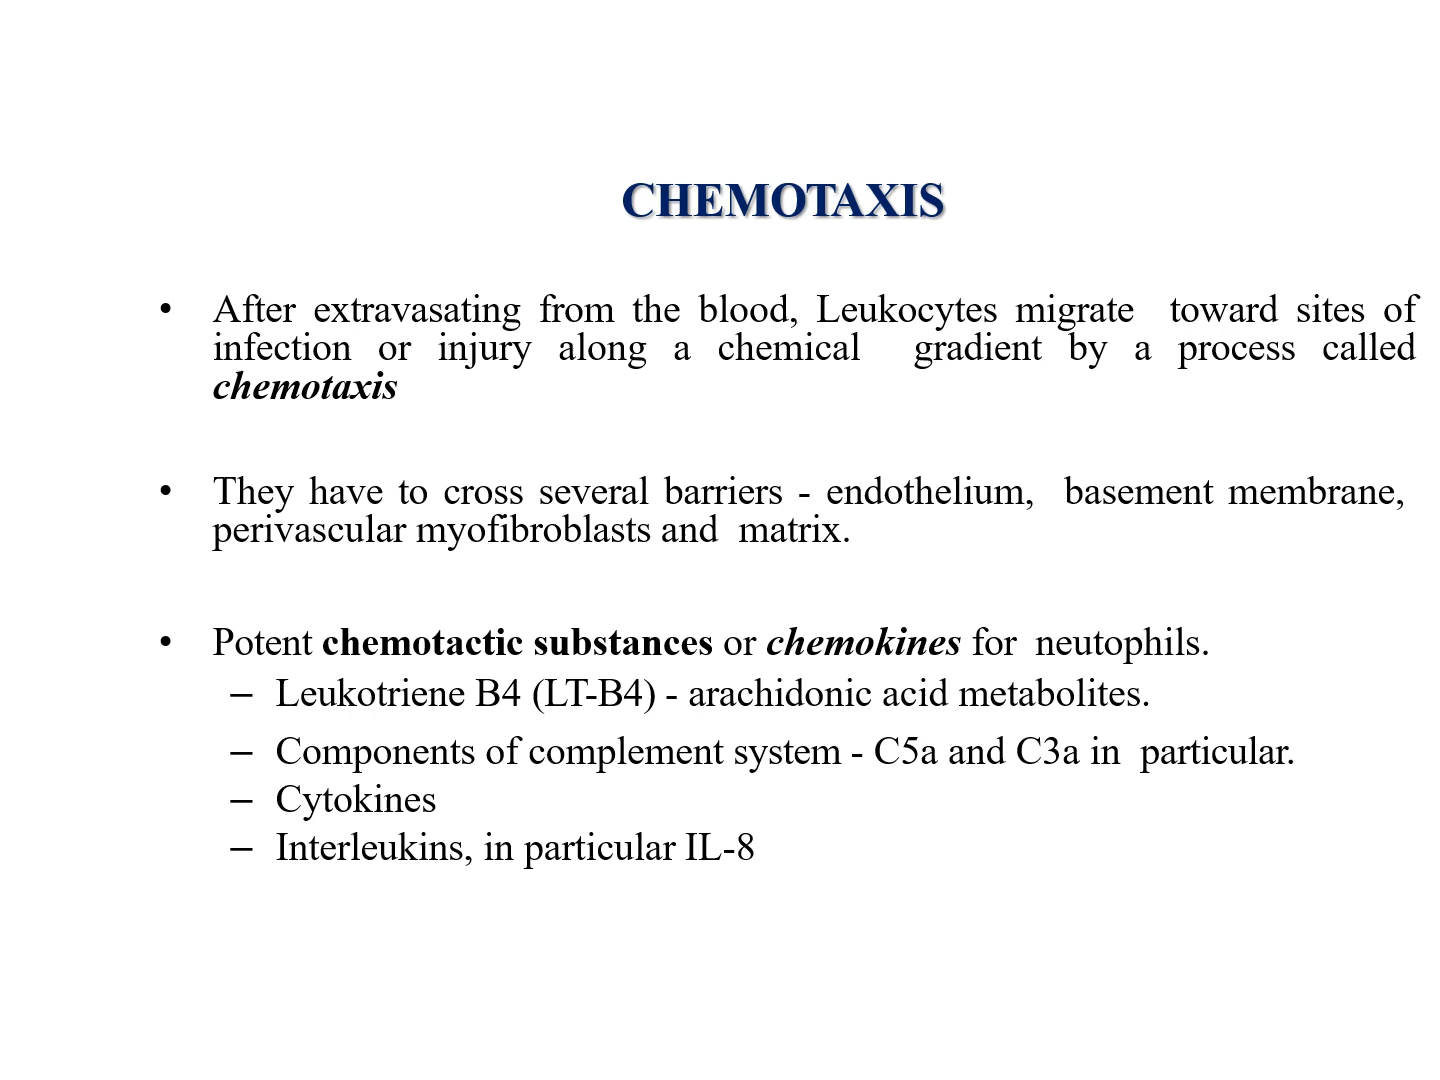 CHEMOTAXIS
• After extravasating from the blood, Leukocytes migrate toward sites of
infection or injury along a chemical gradient by a process called
chemotaxis
• They have to cross several barriers - endothelium, basement membrane,
perivascular myofibroblasts and matrix.
• Potent chemotactic substances or chemokines for neutophils.
– Leukotriene B4 (LT-B4) - arachidonic acid metabolites.
– Components of complement system - C5a and C3a in particular.
– Cytokines
– Interleukins, in particular IL-8